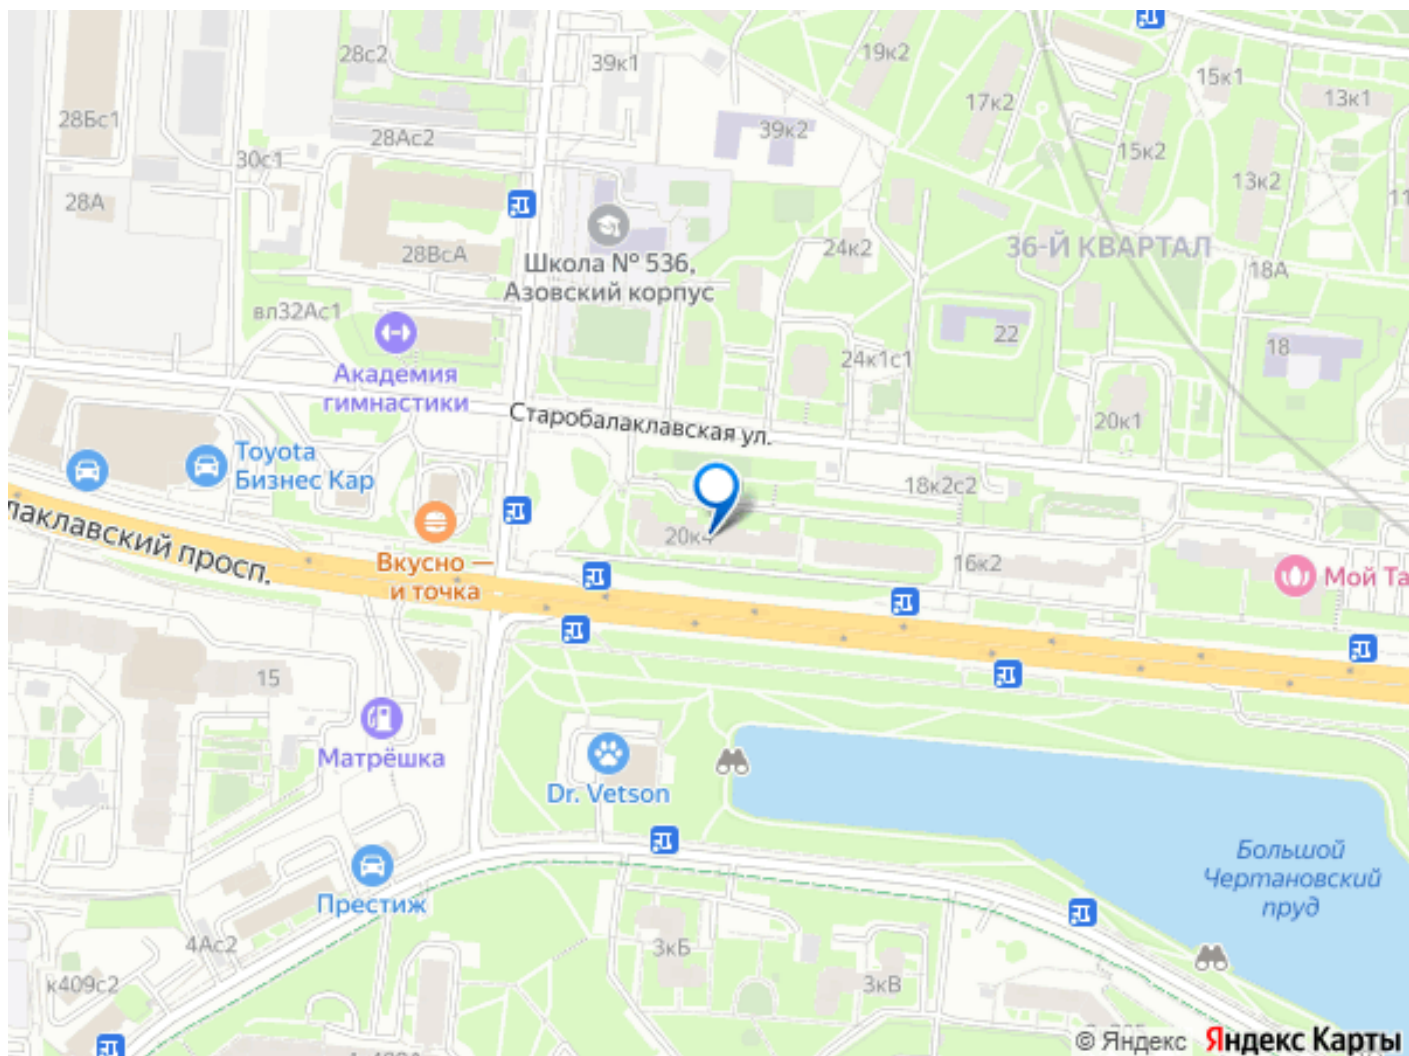 28с2
39к1
19к2
15к1
13к1
17к2
28Бс1
39к2
28Ас2
30с1
15к2
13к2
11
28А
24к2
36-Й КВАРТАЛ
28ВсА
Школа № 536,
Азовский корпус
18А
вл32Ас1
22
18
24к1с1
Академия
гимнастики
Старобалаклавская ул.
20к1
Toyota
Бизнес Кар
18к2с2
лаклавский просп.
20к4
16к2
Вкусно —
и точка
Мой Та
15
Матрёшка
Dr. Vetson
Большой
Чертановский
пруд
Престиж
4Ас2
3кБ
3кВ
к409с2
© Яндекс Яндекс Карты